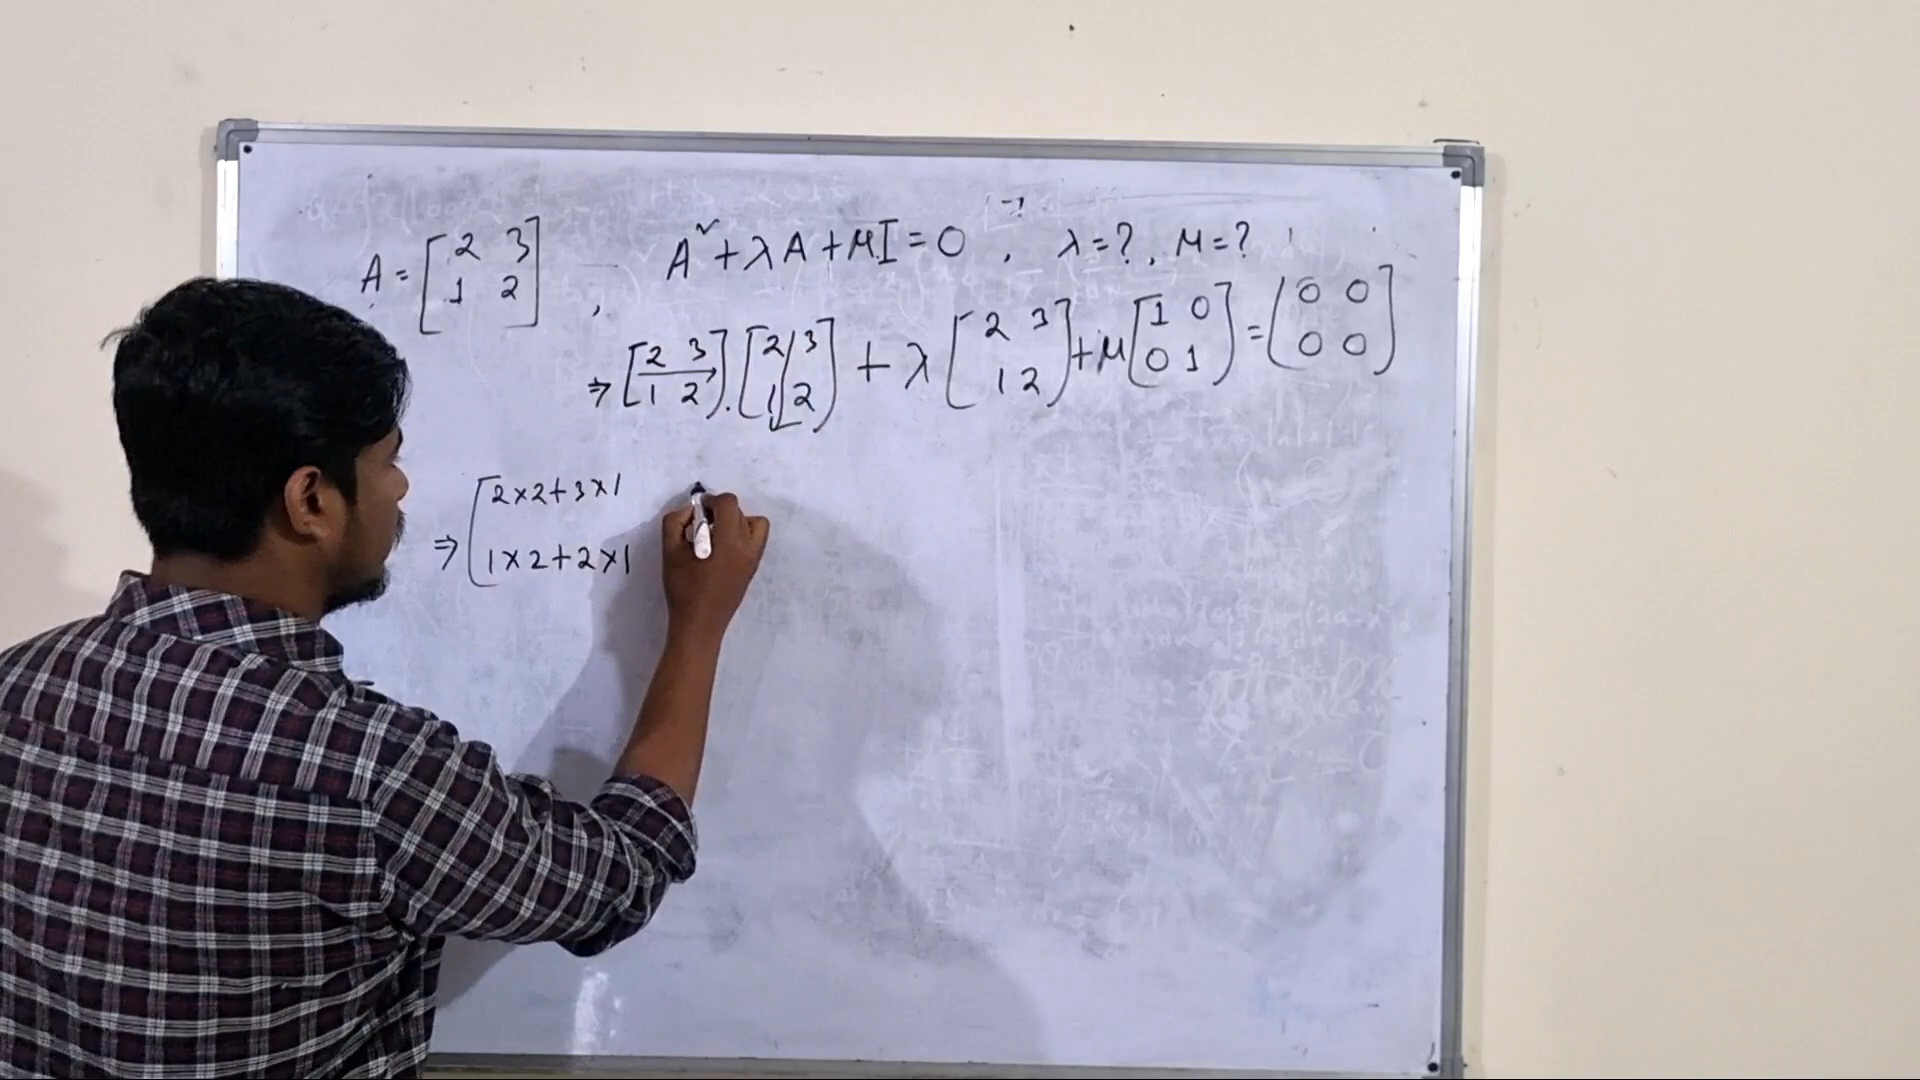 A = [2 3 1 2] , A² + λA + μI = 0 , λ = ? , μ = ?
⇒ [2 3 1 2] . [2 3 1 2] + λ [2 3 1 2] + μ [1 0 0 1] = [0 0 0 0]
⇒ [2×2+3×1
1×2+2×1